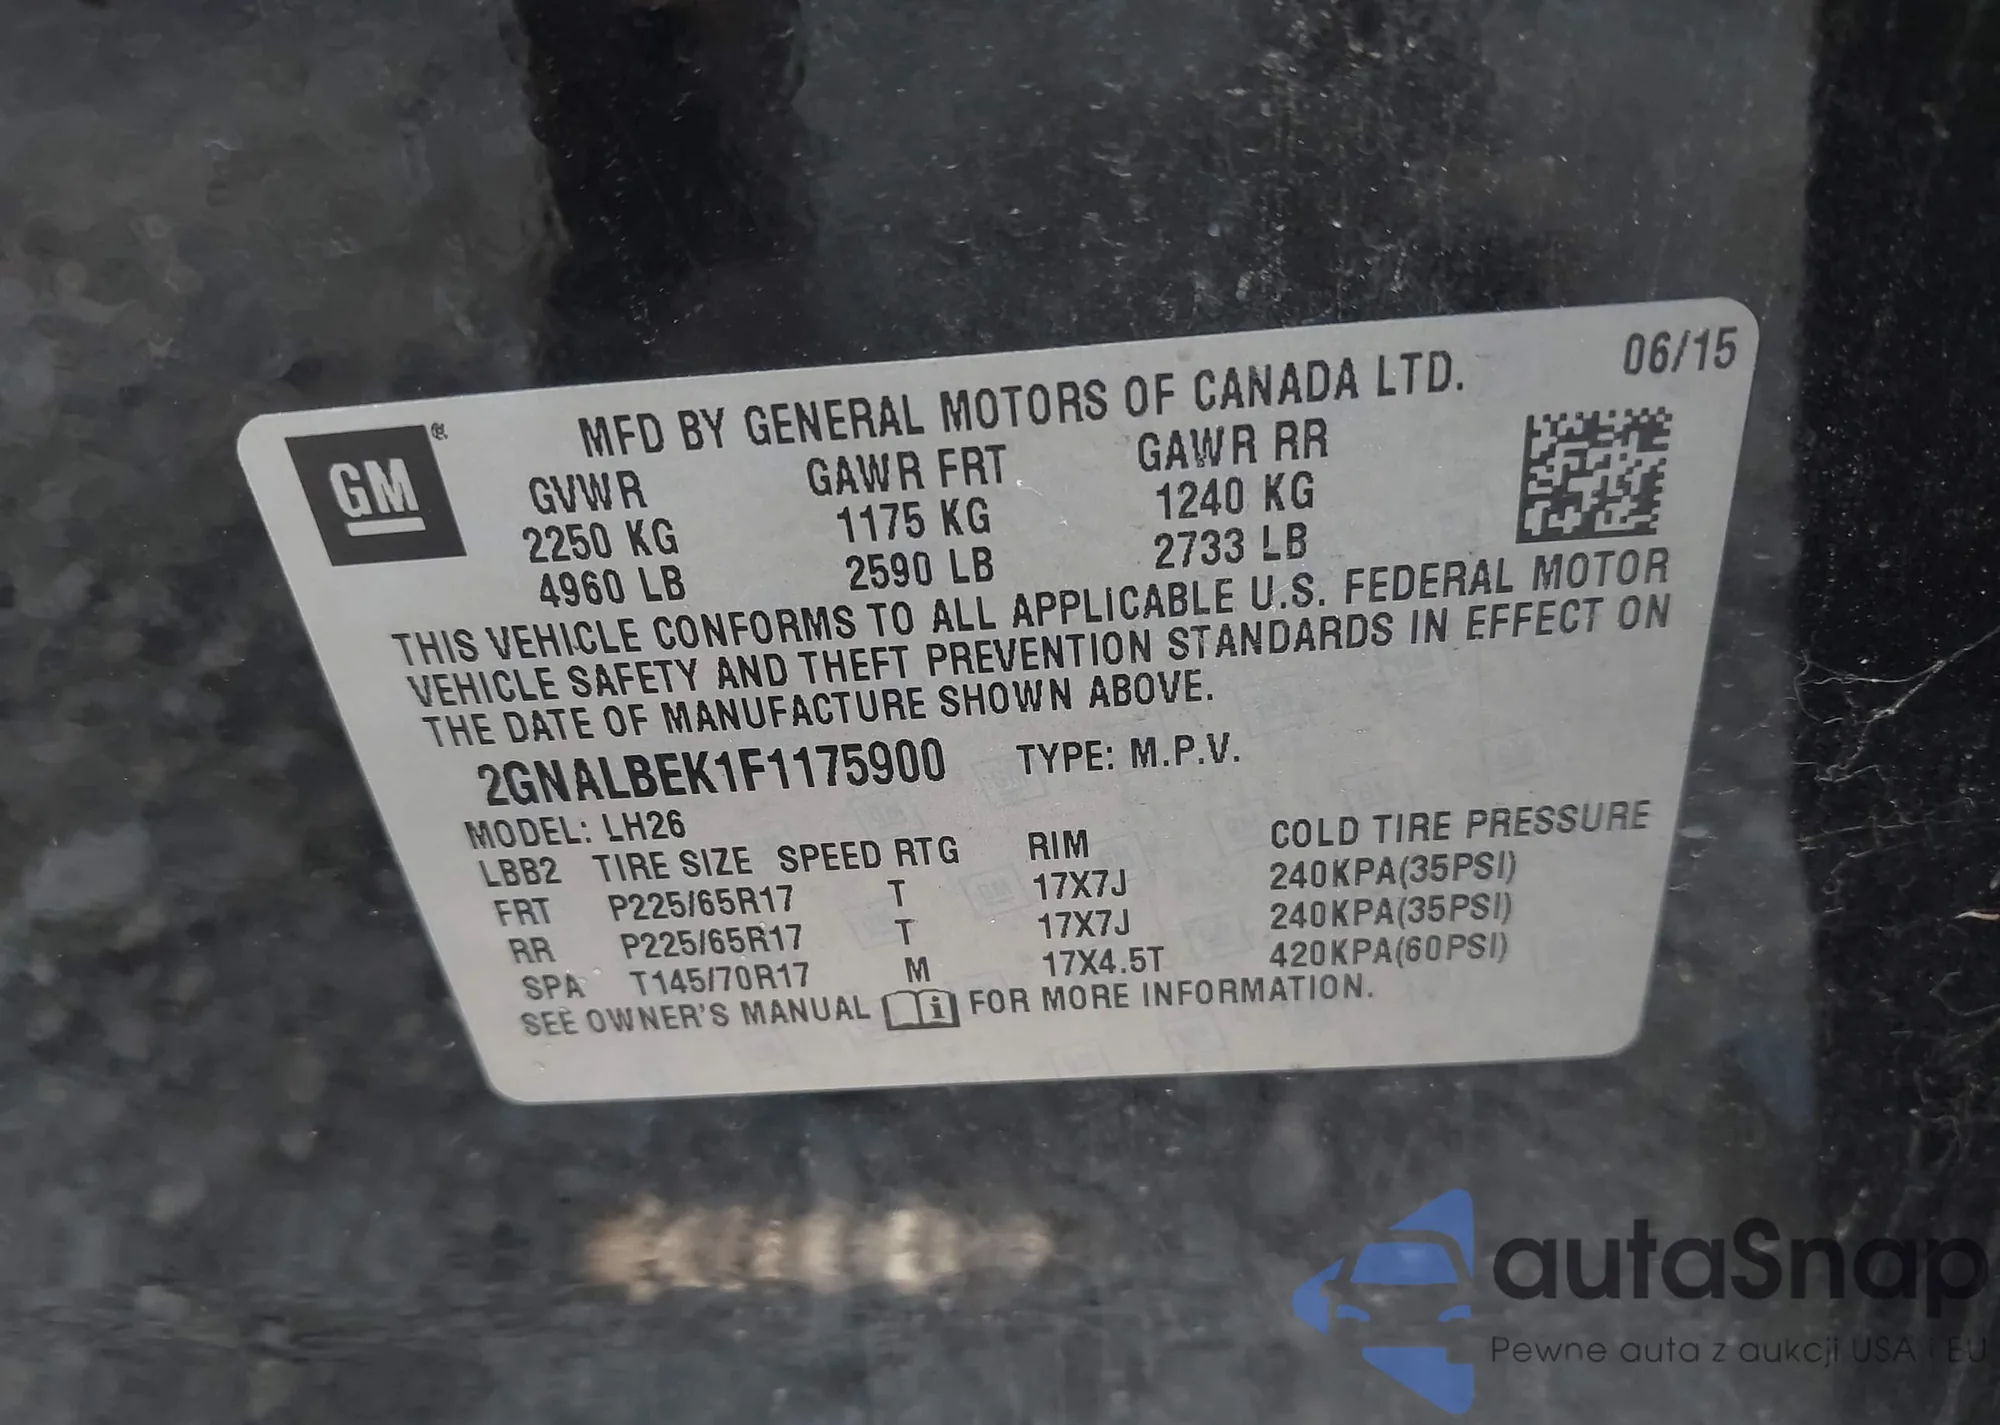 06/15
GM
MFD BY GENERAL MOTORS OF CANADA LTD.
GVWR GAWR FRT GAWR RR
2250 KG 1175 KG 1240 KG
4960 LB 2590 LB 2733 LB
THIS VEHICLE CONFORMS TO ALL APPLICABLE U.S. FEDERAL MOTOR
VEHICLE SAFETY AND THEFT PREVENTION STANDARDS IN EFFECT ON
THE DATE OF MANUFACTURE SHOWN ABOVE.
2GNALBEK1F1175900 TYPE: M.P.V.
MODEL: LH26
LBB2 TIRE SIZE SPEED RTG RIM COLD TIRE PRESSURE
FRT P225/65R17 T 17X7J 240KPA(35PSI)
RR P225/65R17 T 17X7J 240KPA(35PSI)
SPA T145/70R17 M 17X4.5T 420KPA(60PSI)
SEE OWNER'S MANUAL i FOR MORE INFORMATION.
autaSnap
Pewne auta z aukcji USA i EU